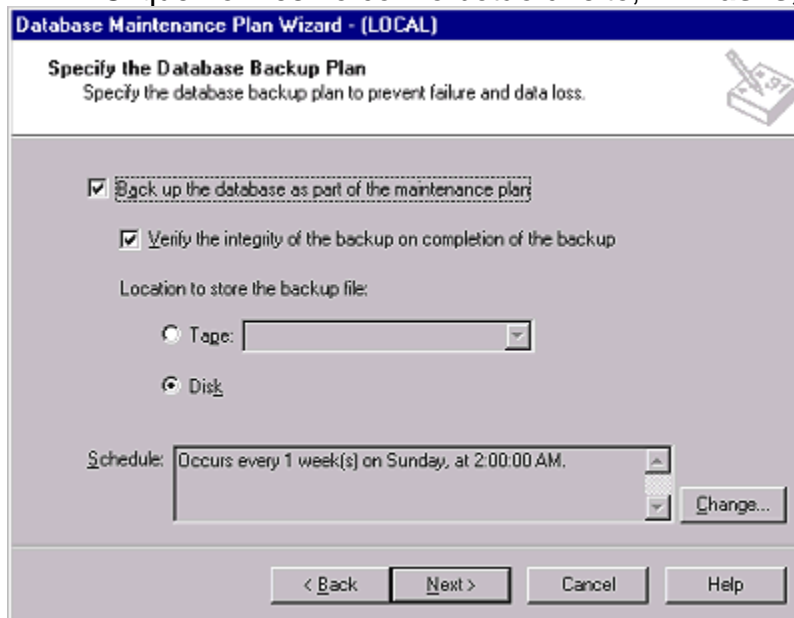 Database Maintenance Plan Wizard - (LOCAL)
Specify the Database Backup Plan
Specify the database backup plan to prevent failure and data loss.
Back up the database as part of the maintenance plan
Verify the integrity of the backup on completion of the backup
Location to store the backup file:
Tape:
Disk
Schedule: Occurs every 1 week(s) on Sunday, at 2:00:00 AM.
Change...
< Back Next > Cancel Help